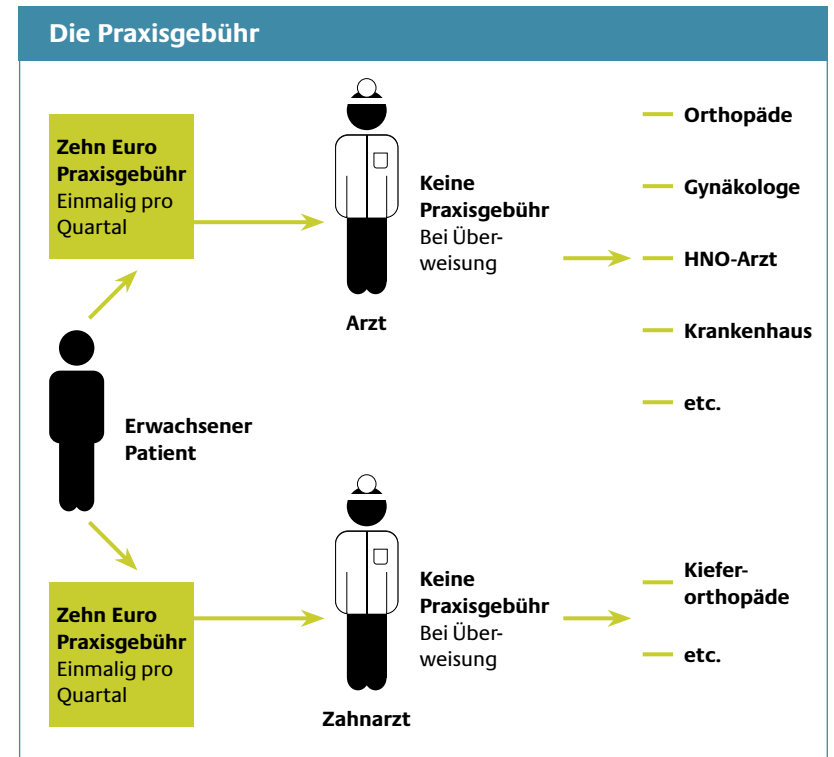 Die Praxisgebühr
Zehn Euro
Praxisgebühr
Einmalig pro
Quartal
Arzt
Keine
Praxisgebühr
Bei Über-
weisung
Orthopäde
Gynäkologe
HNO-Arzt
Krankenhaus
etc.
Erwachsener
Patient
Zehn Euro
Praxisgebühr
Einmalig pro
Quartal
Zahnarzt
Keine
Praxisgebühr
Bei Über-
weisung
Kiefer-
orthopäde
etc.